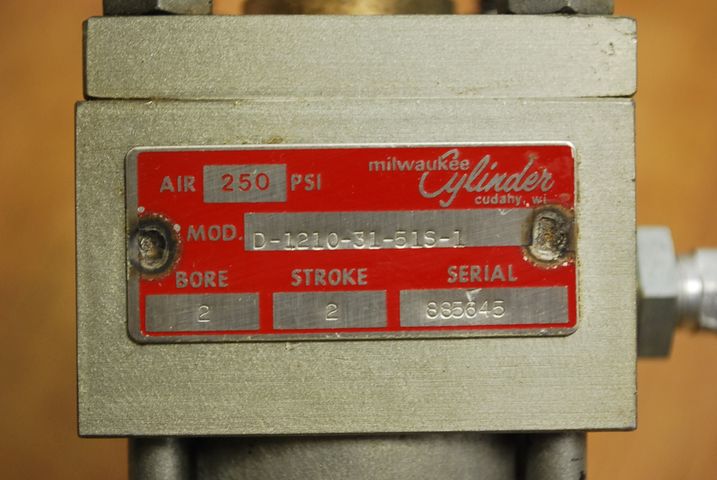 AIR 250 PSI
milwaukee
Cylinder
cudahy, wi
MOD. D-1210-31-51S-1
BORE STROKE SERIAL
2 2 885645